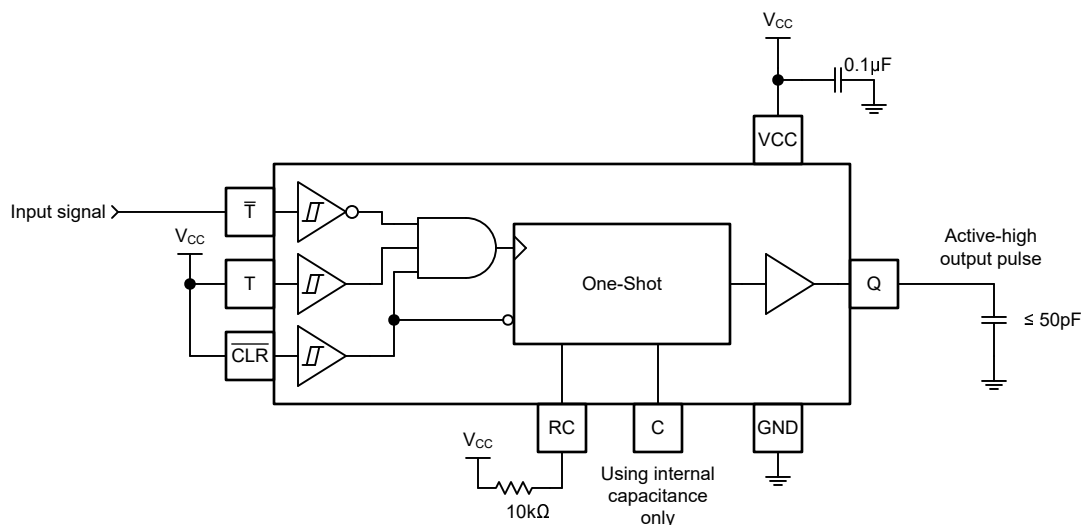 VCC
0.1µF
VCC
Input signal
T̅
VCC
T
C̅L̅R̅
One-Shot
Active-high
output pulse
Q
≤ 50pF
RC
C
GND
VCC
10kΩ
Using internal
capacitance
only